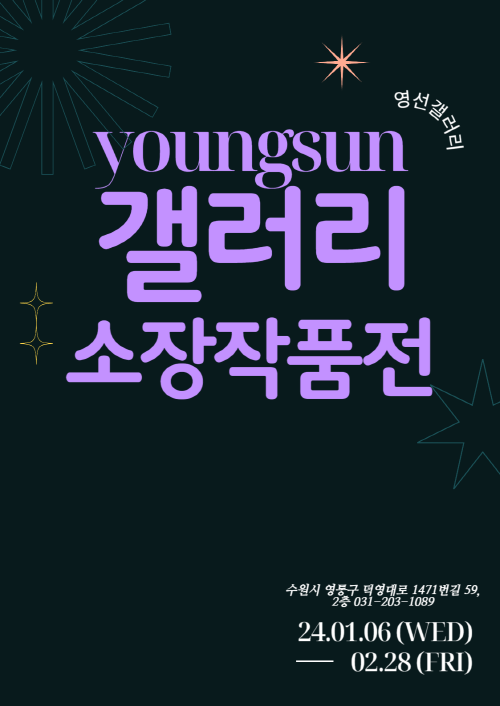 영선갤러리
youngsun
갤러리
소장작품전
수원시 영통구 덕영대로 1471번길 59,
2층 031-203-1089
24.01.06 (WED)
— 02.28 (FRI)